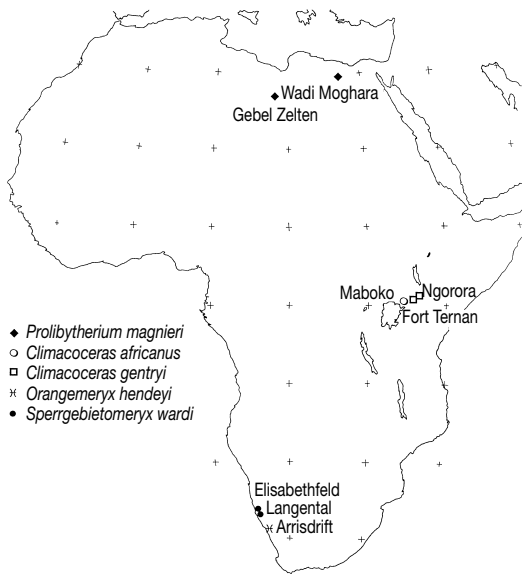 Wadi Moghara
Gebel Zelten
Maboko
Ngorora
Fort Ternan
Prolibytherium magnieri
Climacoceras africanus
Climacoceras gentryi
Orangemeryx hendeyi
Sperrgebietomeryx wardi
Elisabethfeld
Langental
Arrisdrift